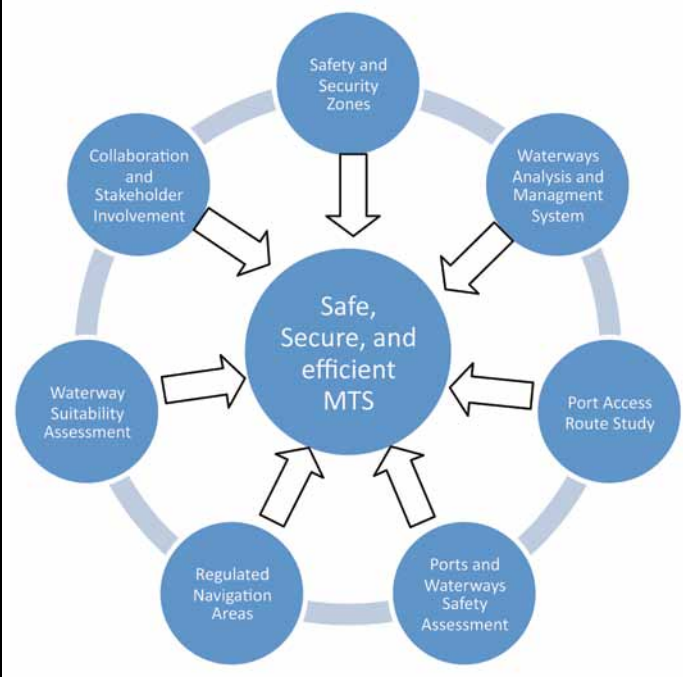 Safety and
Security
Zones
Waterways
Analysis and
Managment
System
Port Access
Route Study
Ports and
Waterways
Safety
Assessment
Regulated
Navigation
Areas
Waterway
Suitability
Assessment
Collaboration
and
Stakeholder
Involvement
Safe,
Secure, and
efficient
MTS